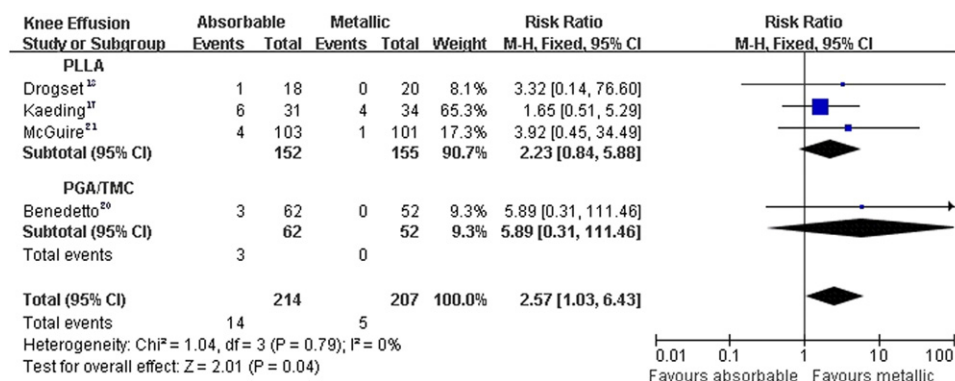 Knee Effusion Absorbable Metallic Risk Ratio Risk Ratio
Study or Subgroup Events Total Events Total Weight M-H, Fixed, 95% CI M-H, Fixed, 95% CI
PLLA
Drogset¹⁸ 1 18 0 20 8.1% 3.32 [0.14, 76.60]
Kaeding¹⁷ 6 31 4 34 65.3% 1.65 [0.51, 5.29]
McGuire²¹ 4 103 1 101 17.3% 3.92 [0.45, 34.49]
Subtotal (95% CI) 152 155 90.7% 2.23 [0.84, 5.88]
PGA/TMC
Benedetto²⁰ 3 62 0 52 9.3% 5.89 [0.31, 111.46]
Subtotal (95% CI) 62 52 9.3% 5.89 [0.31, 111.46]
Total events 3 0
Total (95% CI) 214 207 100.0% 2.57 [1.03, 6.43]
Total events 14 5
Heterogeneity: Chi² = 1.04, df = 3 (P = 0.79); I² = 0%
Test for overall effect: Z = 2.01 (P = 0.04)
0.01 0.1 1 10 100
Favours absorbable Favours metallic